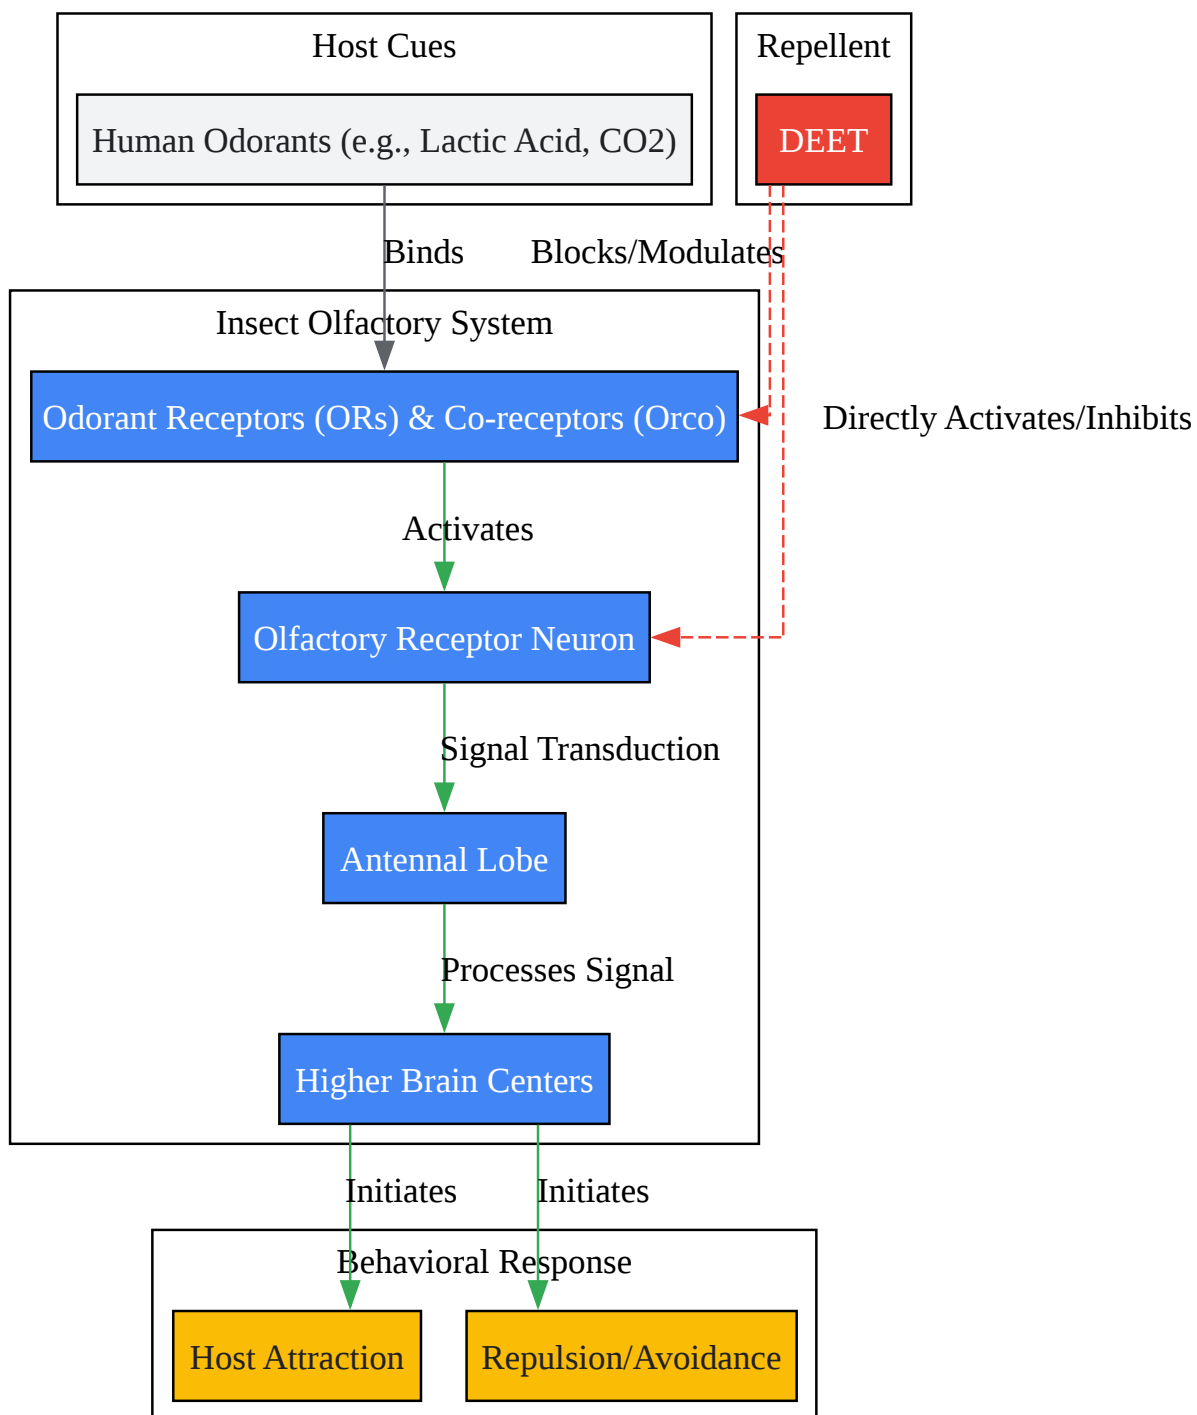 Host Cues
Repellent
Human Odorants (e.g., Lactic Acid, CO2)
DEET
Binds
Blocks/Modulates
Insect Olfactory System
Odorant Receptors (ORs) & Co-receptors (Orco)
Directly Activates/Inhibits
Activates
Olfactory Receptor Neuron
Signal Transduction
Antennal Lobe
Processes Signal
Higher Brain Centers
Initiates
Initiates
Behavioral Response
Host Attraction
Repulsion/Avoidance